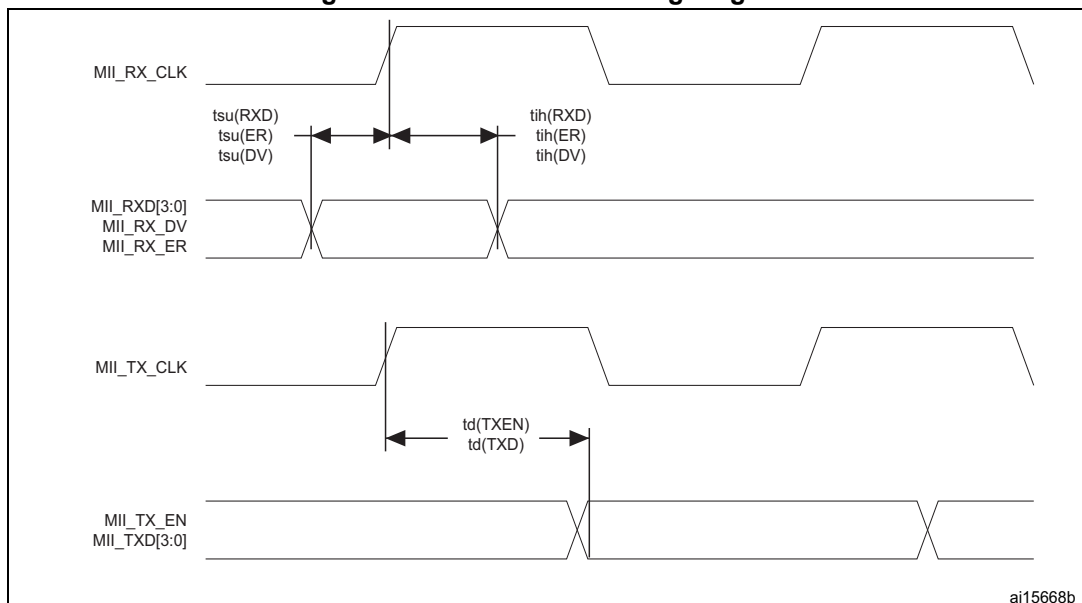 MII_RX_CLK
tsu(RXD)
tsu(ER)
tsu(DV)
tih(RXD)
tih(ER)
tih(DV)
MII_RXD[3:0]
MII_RX_DV
MII_RX_ER
MII_TX_CLK
td(TXEN)
td(TXD)
MII_TX_EN
MII_TXD[3:0]
ai15668b